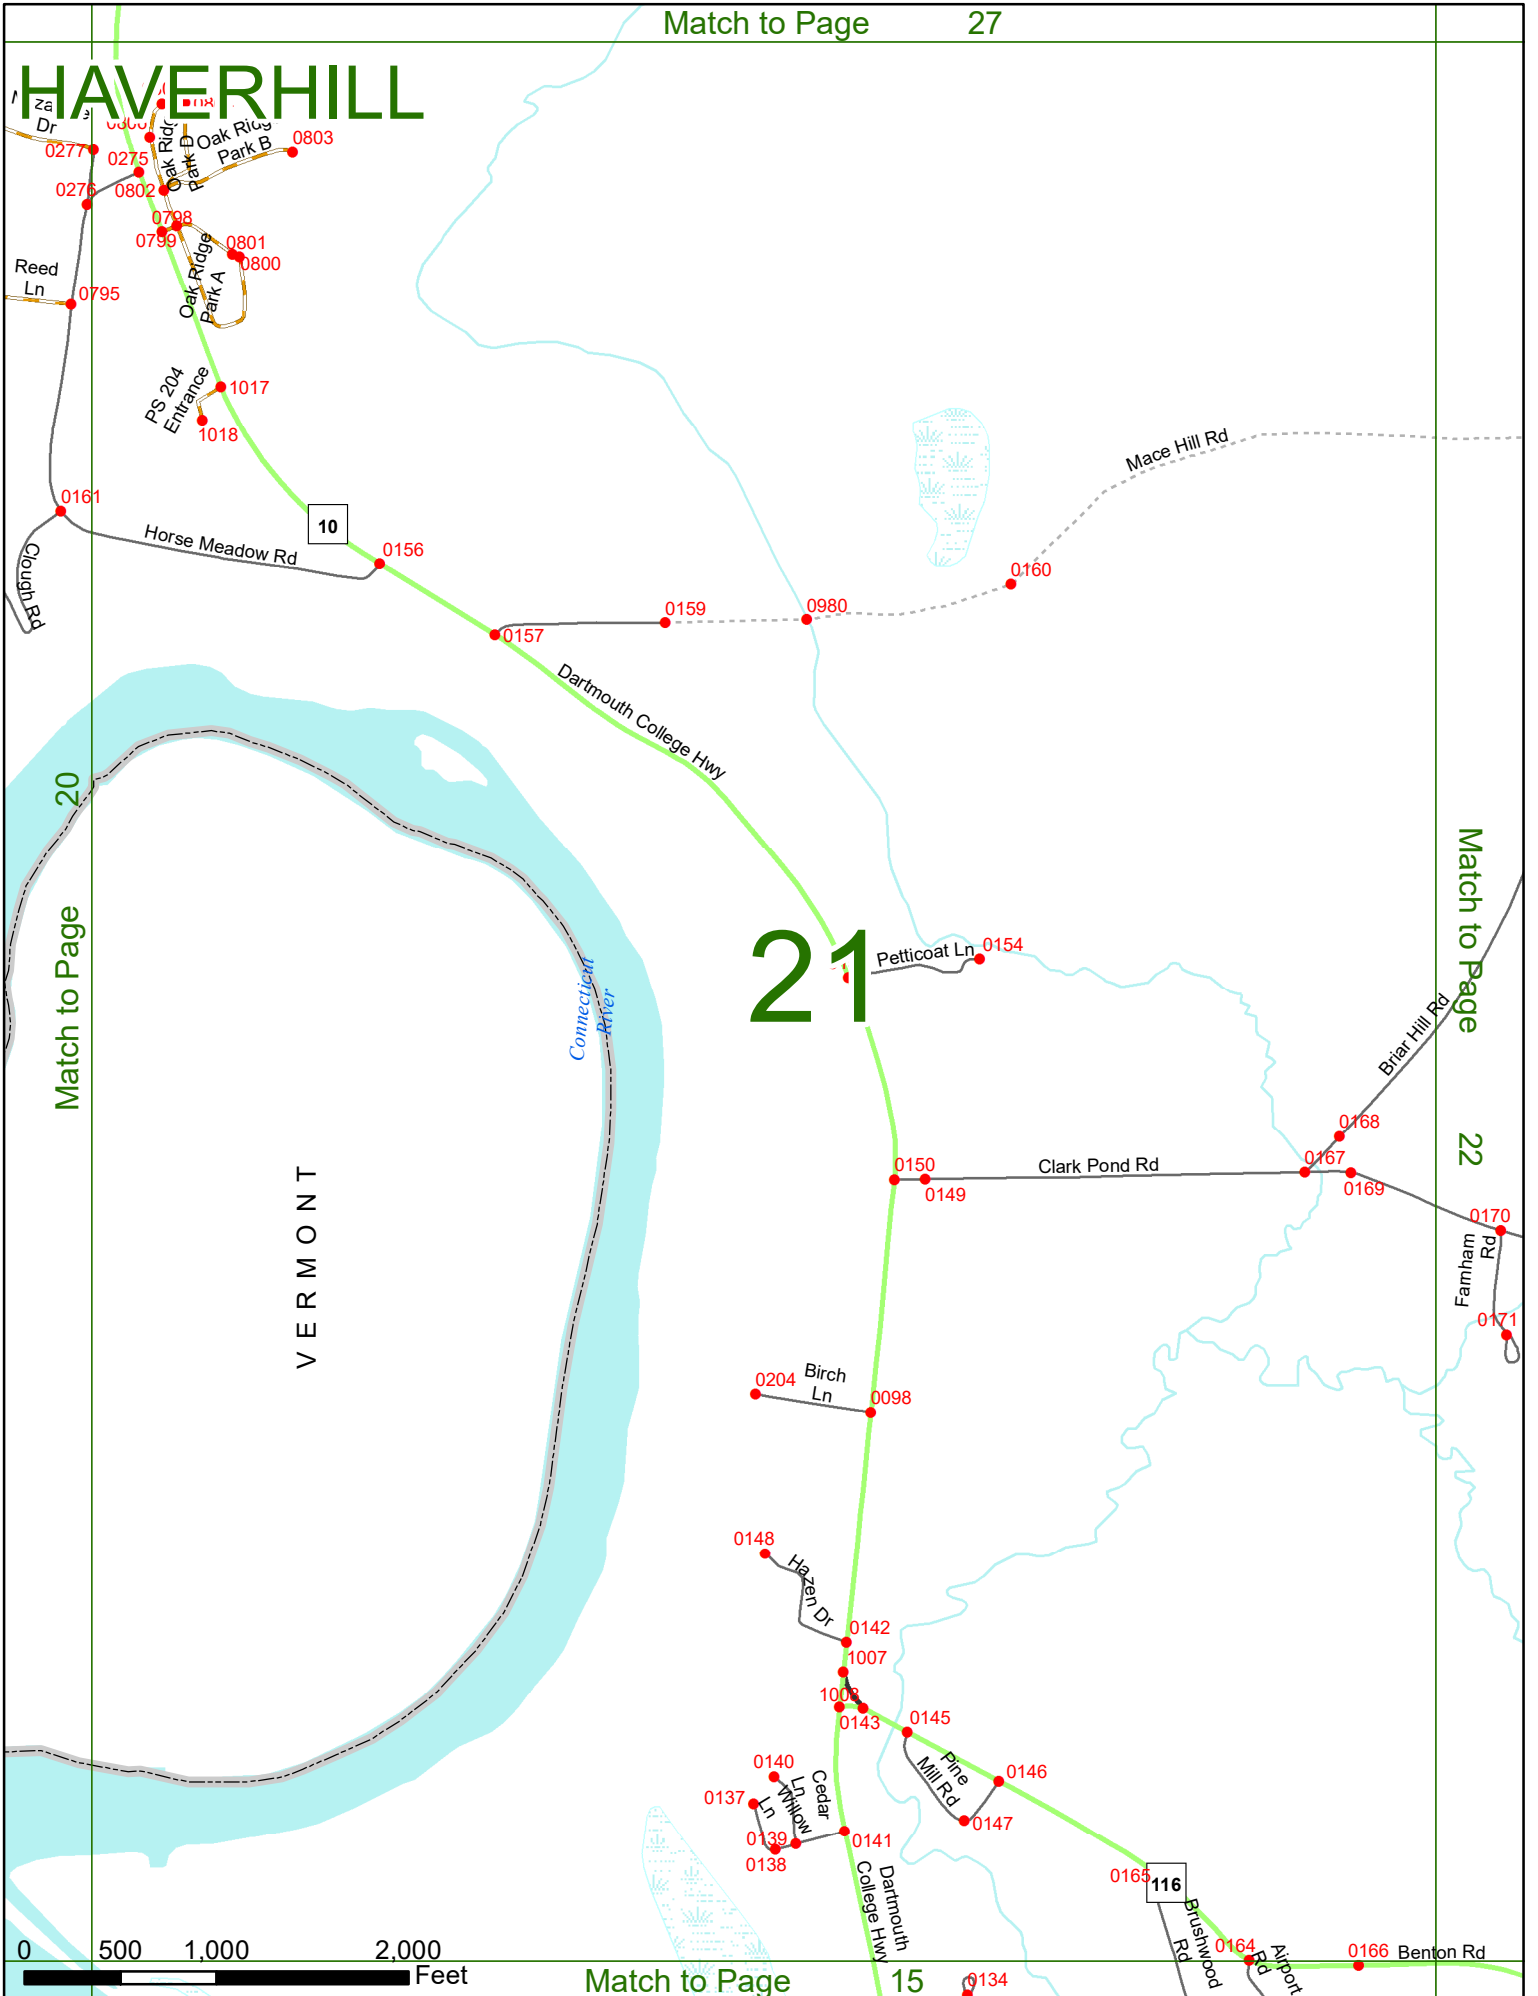 Match to Page 27
HAVERHILL
Dr
Oak Ridge
Park D
Park B
0803
0277
0275
0276
0802
0798
0799
0801
0800
Oak Ridge
Park A
Reed
Ln
0795
PS 204
Entrance
1017
1018
0161
10
Horse Meadow Rd
Clough Rd
0156
Mace Hill Rd
0160
0159
0980
0157
Dartmouth College Hwy
20
Match to Page
Match to Page
22
21
Petticoat Ln
0154
Connecticut
River
Briar Hill Rd
0168
0150
0149
Clark Pond Rd
0167
0169
0170
Farnham
Rd
0171
VERMONT
0204
Birch
Ln
0098
0148
Hazen Dr
0142
1007
1008
0143
0145
Pine
Mill Rd
0146
0147
0140
0137
Cedar
Ln
Willow
Ln
0139
0138
0141
Dartmouth
College Hwy
0165
116
Brushwood
Rd
0164
Airport
Rd
0166
Benton Rd
0 500 1,000 2,000
Feet
Match to Page 15
0134